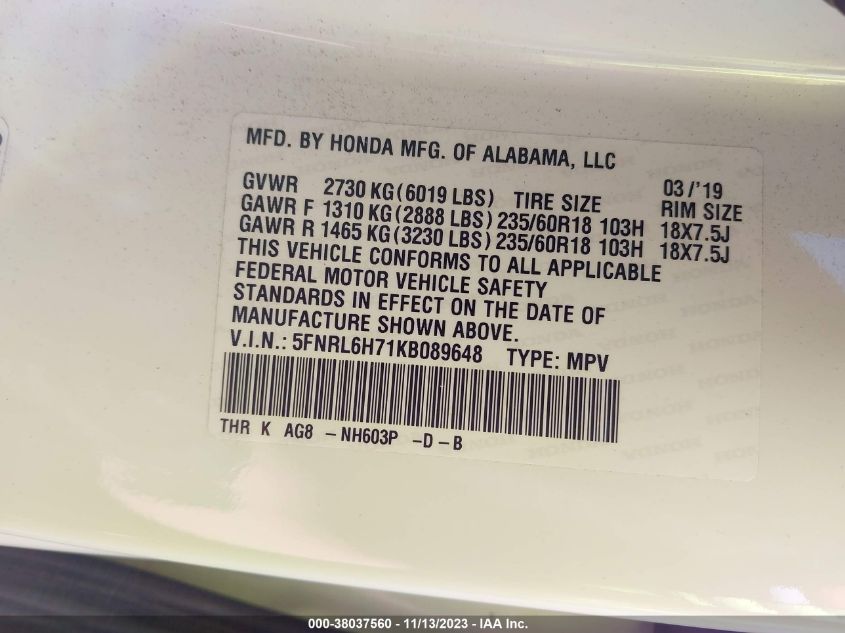 MFD. BY HONDA MFG. OF ALABAMA, LLC
03/'19
GVWR 2730 KG (6019 LBS) TIRE SIZE RIM SIZE
GAWR F 1310 KG (2888 LBS) 235/60R18 103H 18X7.5J
GAWR R 1465 KG (3230 LBS) 235/60R18 103H 18X7.5J
THIS VEHICLE CONFORMS TO ALL APPLICABLE
FEDERAL MOTOR VEHICLE SAFETY
STANDARDS IN EFFECT ON THE DATE OF
MANUFACTURE SHOWN ABOVE.
V.I.N.: 5FNRL6H71KB089648 TYPE: MPV
THR K AG8 -NH603P -D-B
000-38037560 - 11/13/2023 - IAA Inc.